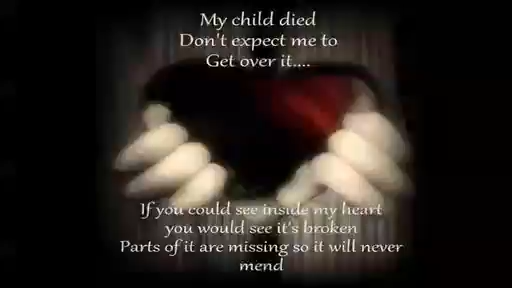 My child died
Don't expect me to
Get over it....
If you could see inside my heart
you would see it's broken
Parts of it are missing so it will never
mend